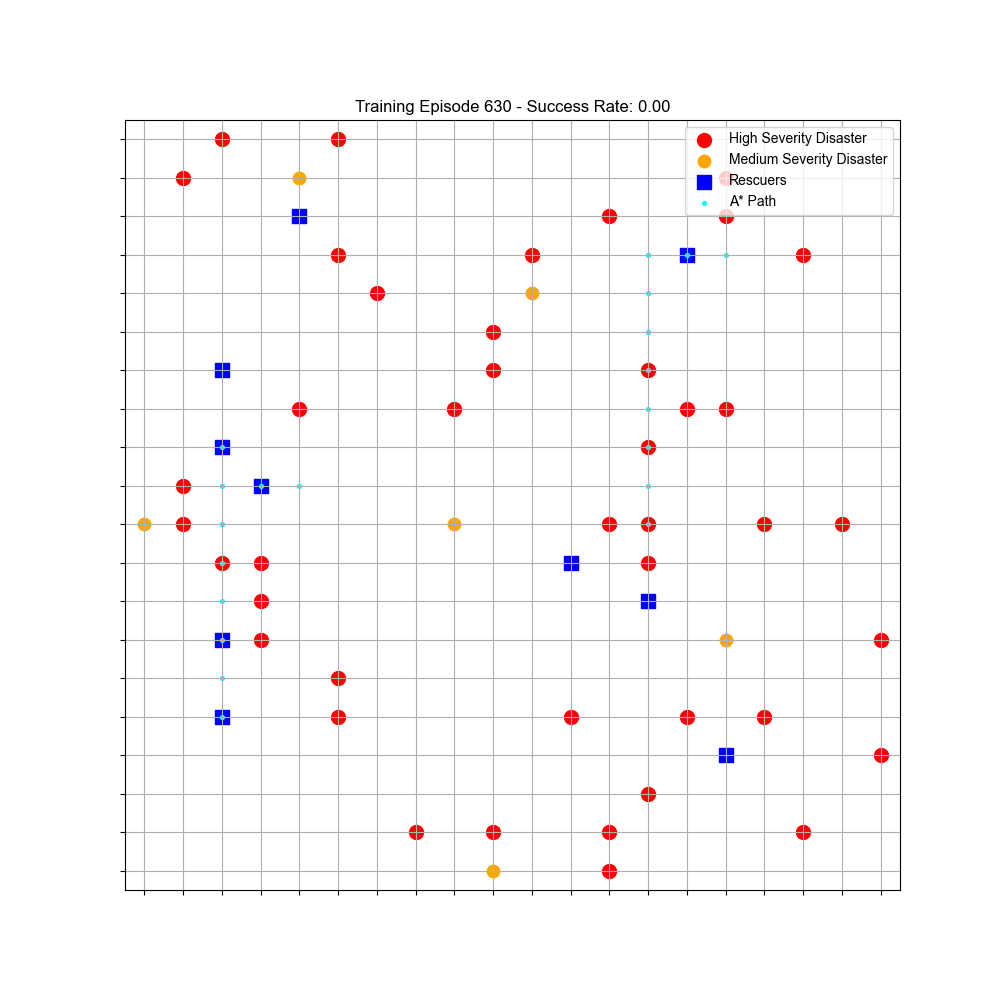 Training Episode 630 - Success Rate: 0.00
High Severity Disaster
Medium Severity Disaster
Rescuers
A* Path